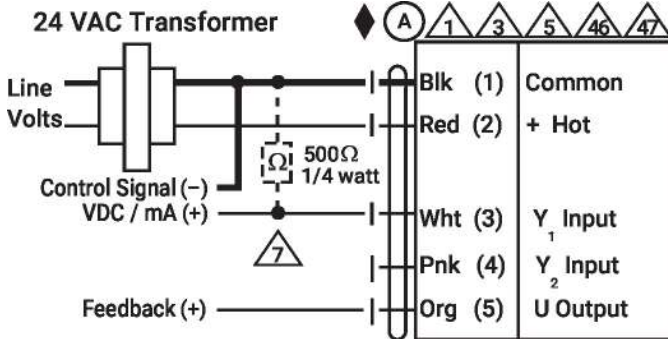 24 VAC Transformer
A 1 3 5 46 47
Line
Volts
Blk (1) Common
Red (2) + Hot
Ω 500Ω
1/4 watt
Control Signal (−)
VDC / mA (+)
Wht (3) Y1 Input
7
Pnk (4) Y2 Input
Feedback (+)
Org (5) U Output